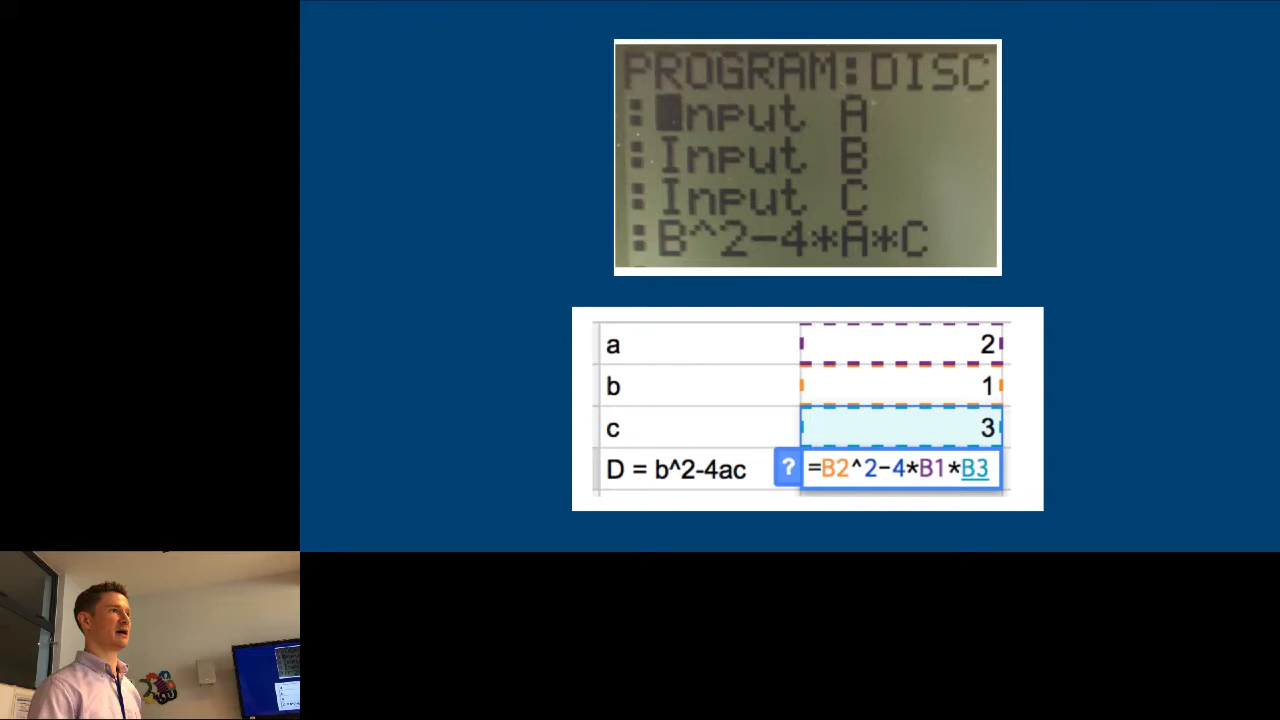 PROGRAM:DISC
:Input A
:Input B
:Input C
:B^2-4*A*C
a 2
b 1
c 3
D = b^2-4ac ? =B2^2-4*B1*B3